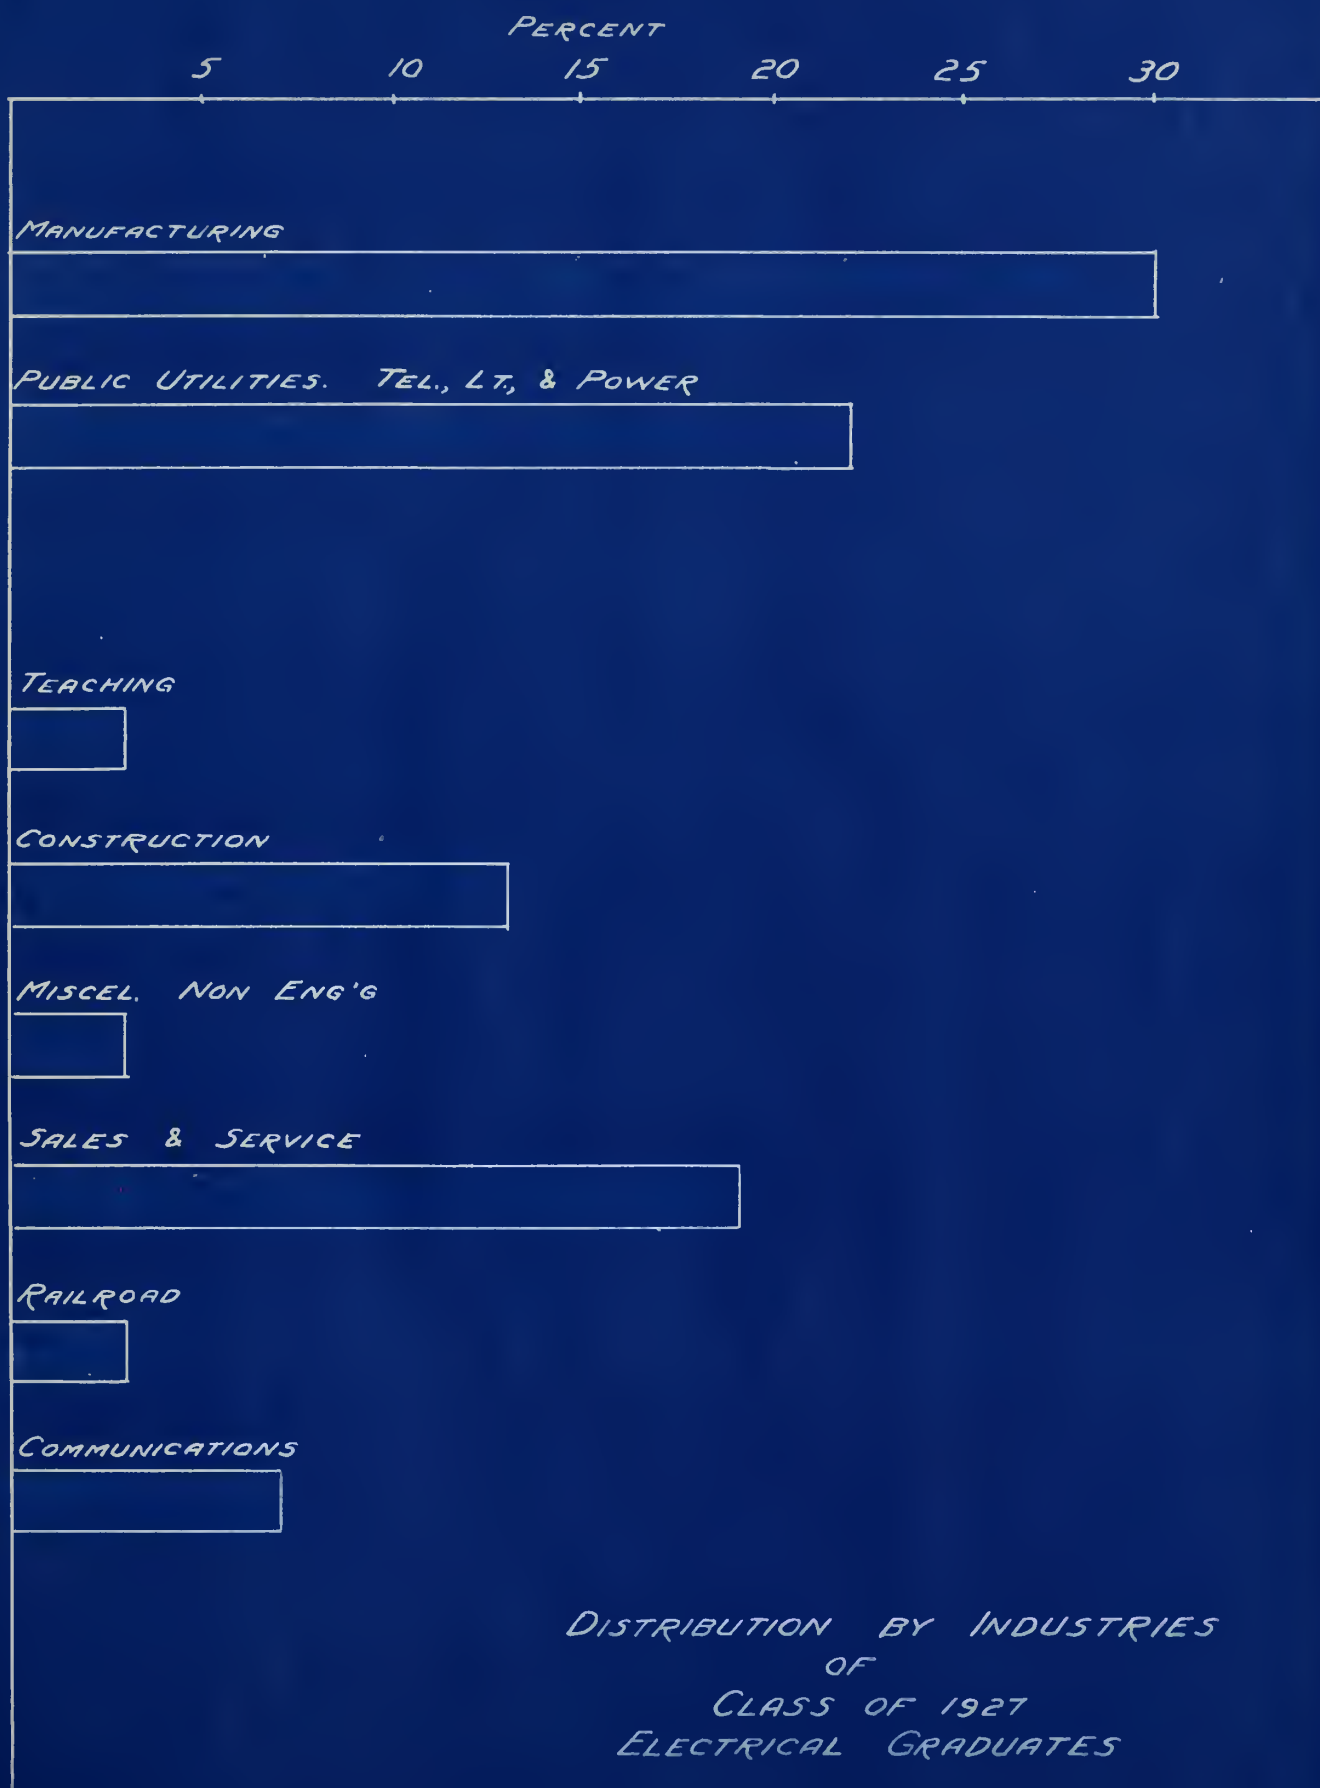 PERCENT
5 10 15 20 25 30
MANUFACTURING
PUBLIC UTILITIES. TEL., LT., & POWER
TEACHING
CONSTRUCTION
MISCEL. NON ENG'G
SALES & SERVICE
RAILROAD
COMMUNICATIONS
DISTRIBUTION BY INDUSTRIES
OF
CLASS OF 1927
ELECTRICAL GRADUATES